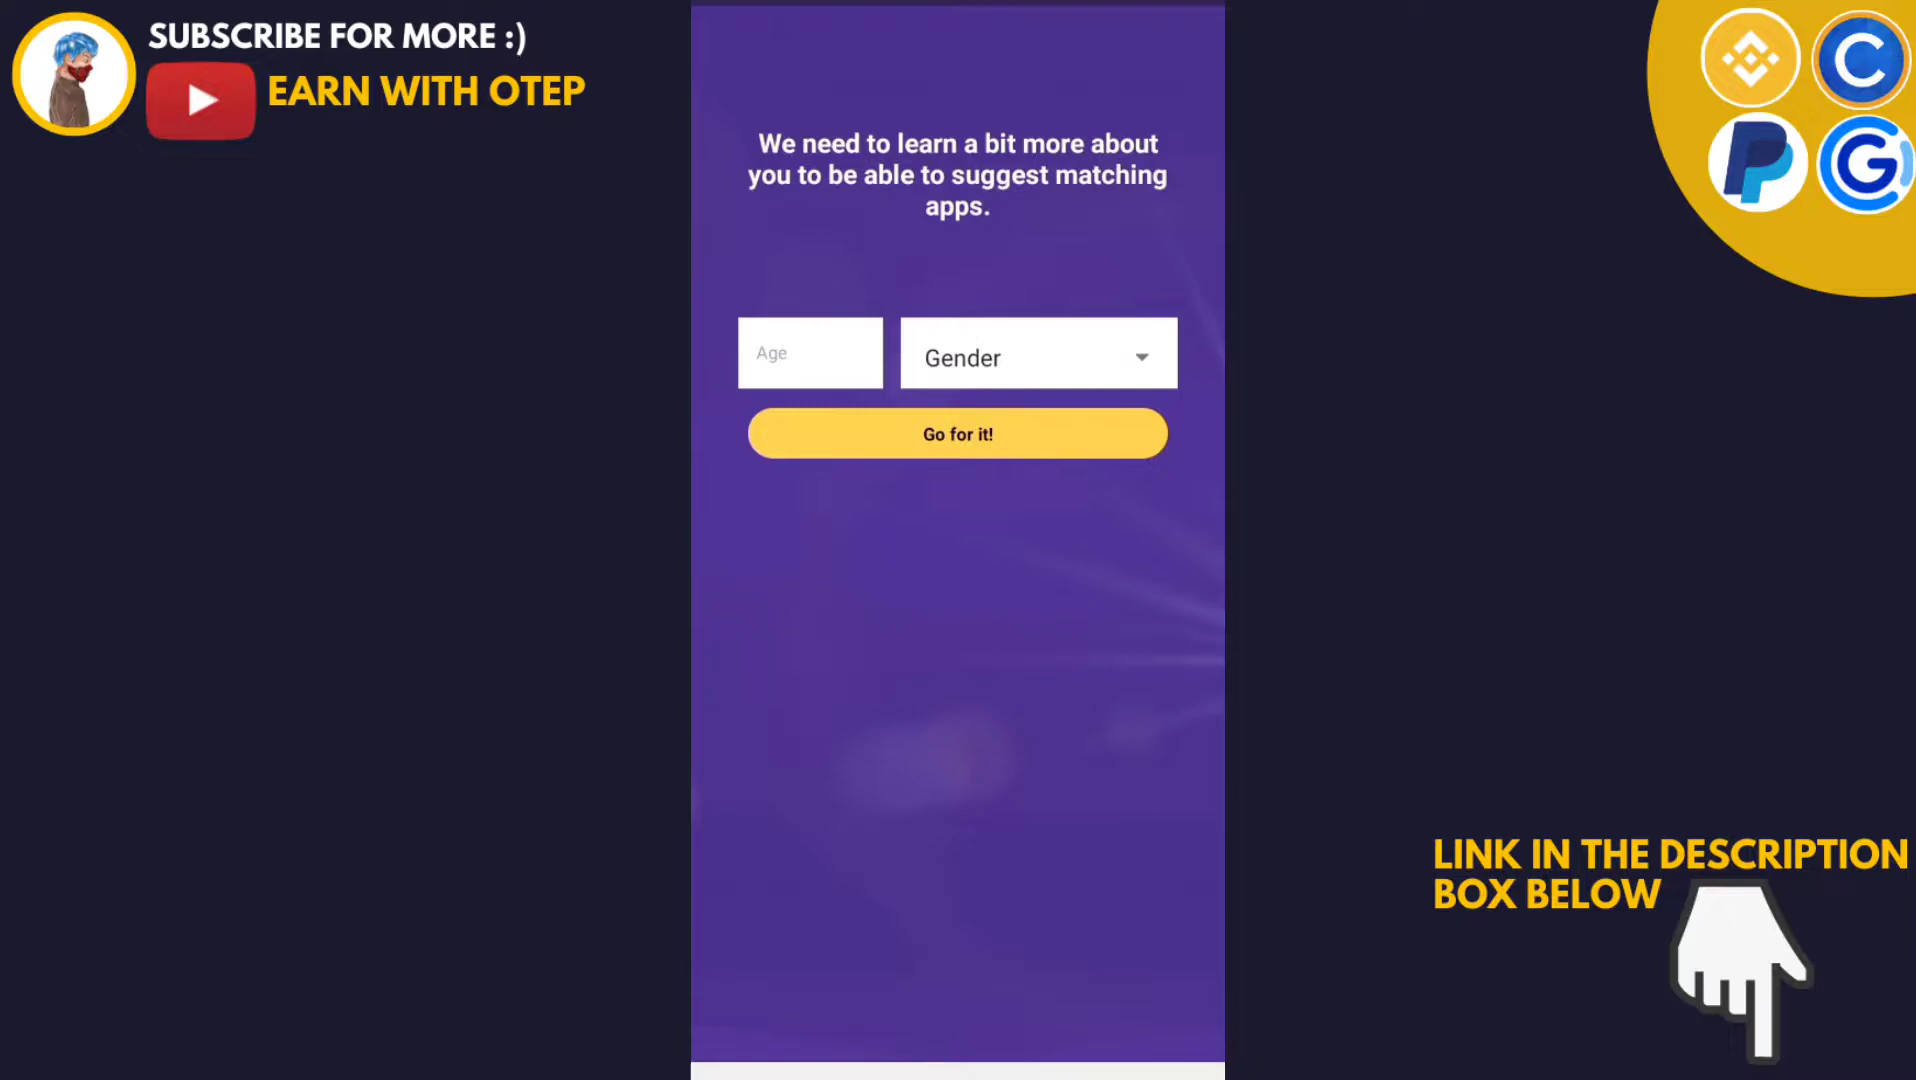 SUBSCRIBE FOR MORE :)
EARN WITH OTEP
We need to learn a bit more about
you to be able to suggest matching
apps.
Age
Gender
Go for it!
LINK IN THE DESCRIPTION
BOX BELOW